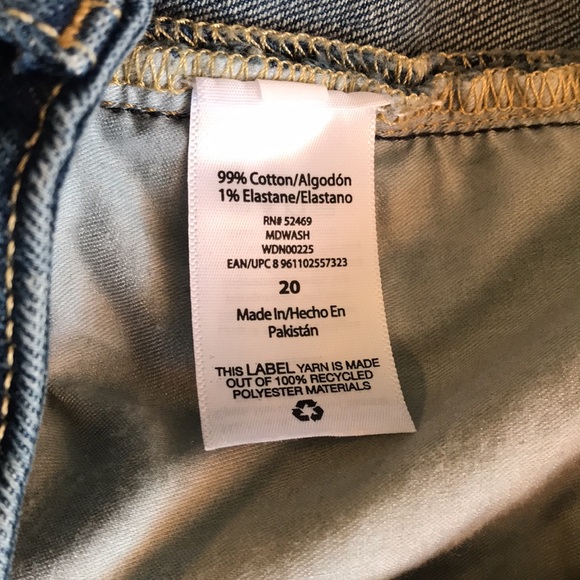 99% Cotton/Algodón
1% Elastane/Elastano
RN# 52469
MDWASH
WDN00225
EAN/UPC 8 961102557323
20
Made In/Hecho En
Pakistán
THIS LABEL YARN IS MADE
OUT OF 100% RECYCLED
POLYESTER MATERIALS